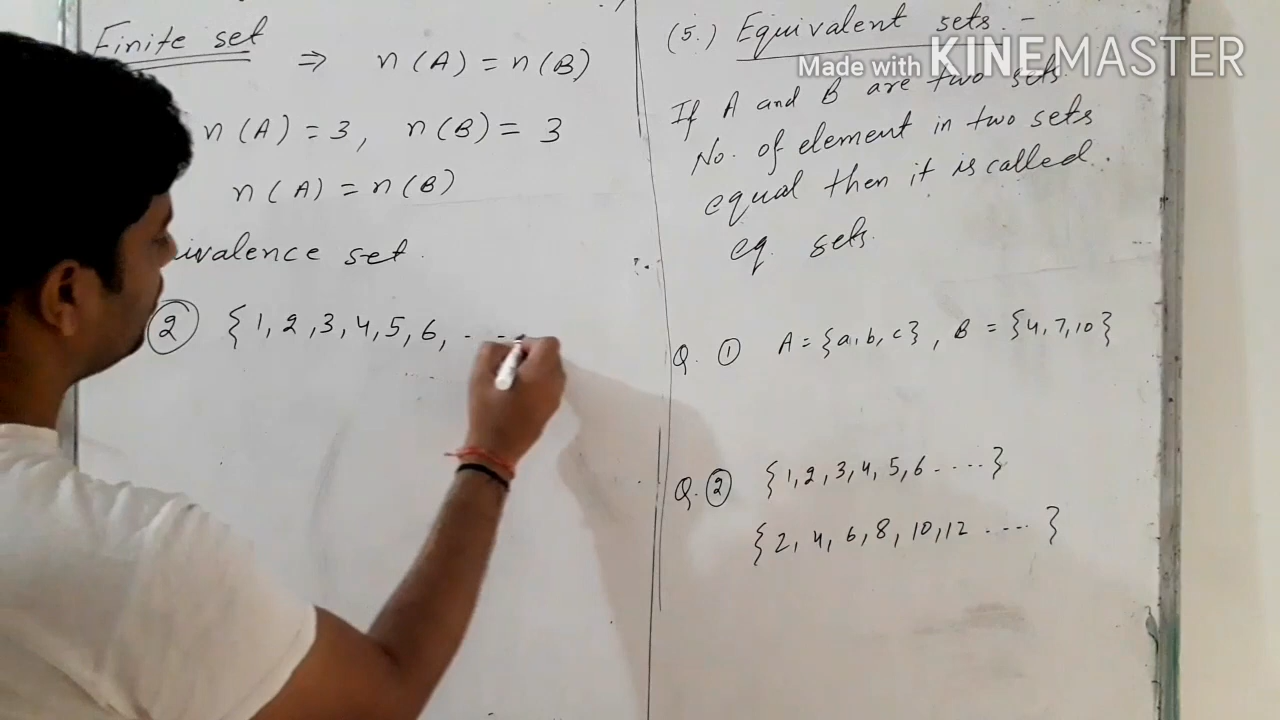 Finite set
⇒ n(A) = n(B)
n(A) = 3, n(B) = 3
n(A) = n(B)
ivalence set.
② {1, 2, 3, 4, 5, 6, - - -
(5.) Equivalent sets. -
Made with KINEMASTER
If A and B are two sets
No. of element in two sets
equal then it is called.
eq. sets.
Q. ① A = {a, b, c}, B = {4, 7, 10}
Q. ② {1, 2, 3, 4, 5, 6 ....}
{2, 4, 6, 8, 10, 12 .....}